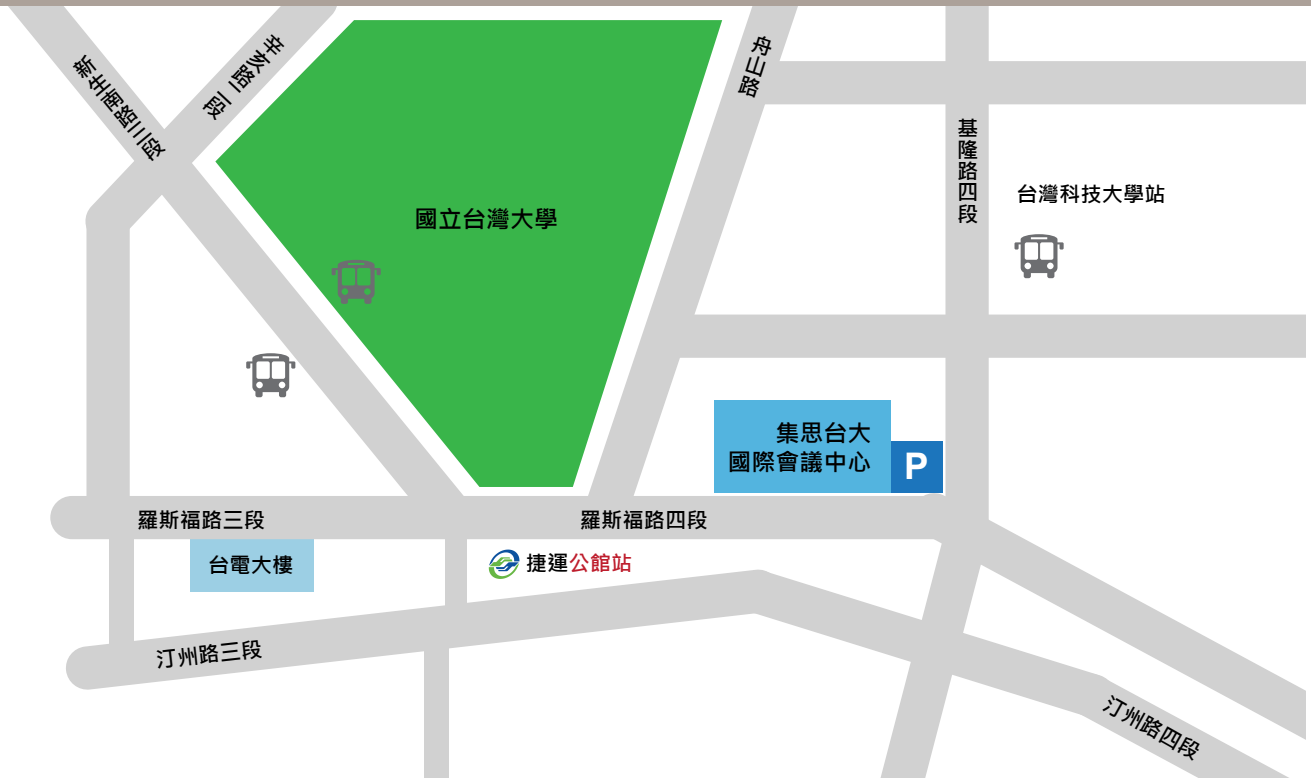 新生南路三段
辛亥路一段
舟山路
基隆路四段
台灣科技大學站
國立台灣大學
集思台大
國際會議中心
P
羅斯福路三段
羅斯福路四段
台電大樓
捷運公館站
汀州路三段
汀州路四段